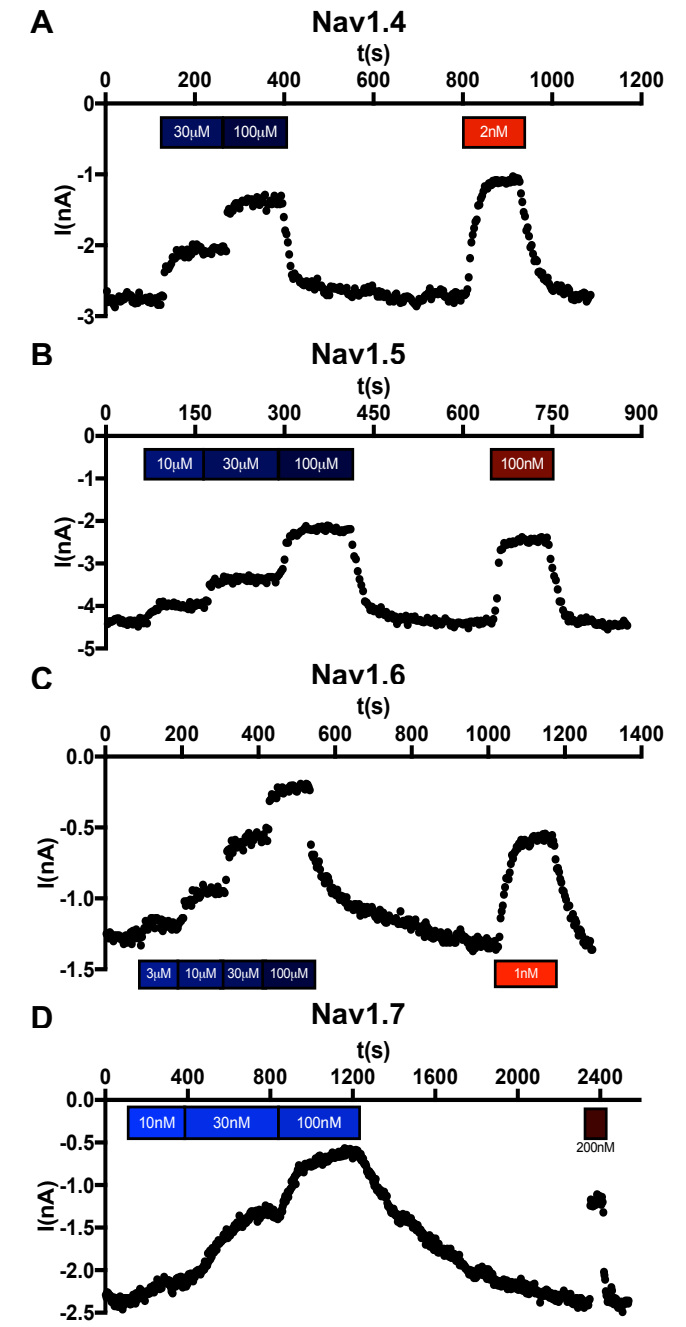 A Nav1.4
t(s)
0 200 400 600 800 1000 1200
0
30μM 100μM 2nM
-1
I(nA)
-2
-3
B Nav1.5
t(s)
0 150 300 450 600 750 900
0
10μM 30μM 100μM 100nM
-1
-2
I(nA)
-3
-4
-5
C Nav1.6
t(s)
0 200 400 600 800 1000 1200 1400
0.0
-0.5
I(nA)
-1.0
3μM 10μM 30μM 100μM 1nM
-1.5
D Nav1.7
t(s)
0 400 800 1200 1600 2000 2400
0.0
10nM 30nM 100nM
-0.5 200nM
-1.0
I(nA)
-1.5
-2.0
-2.5